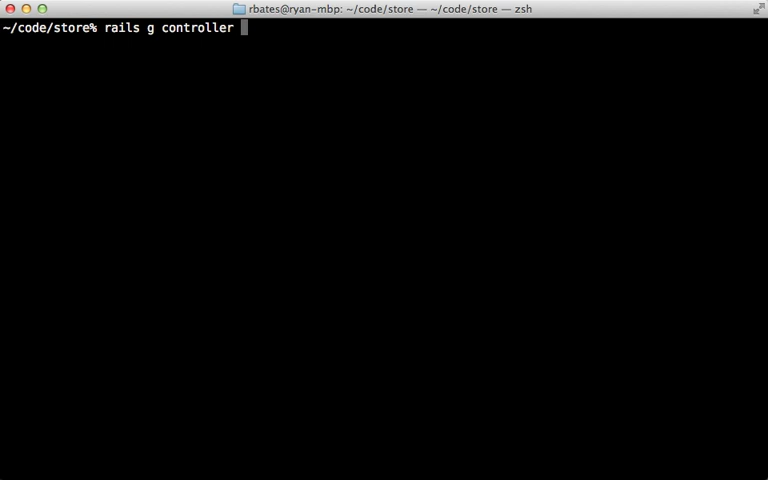 rbates@ryan-mbp: ~/code/store — ~/code/store — zsh
~/code/store% rails g controller